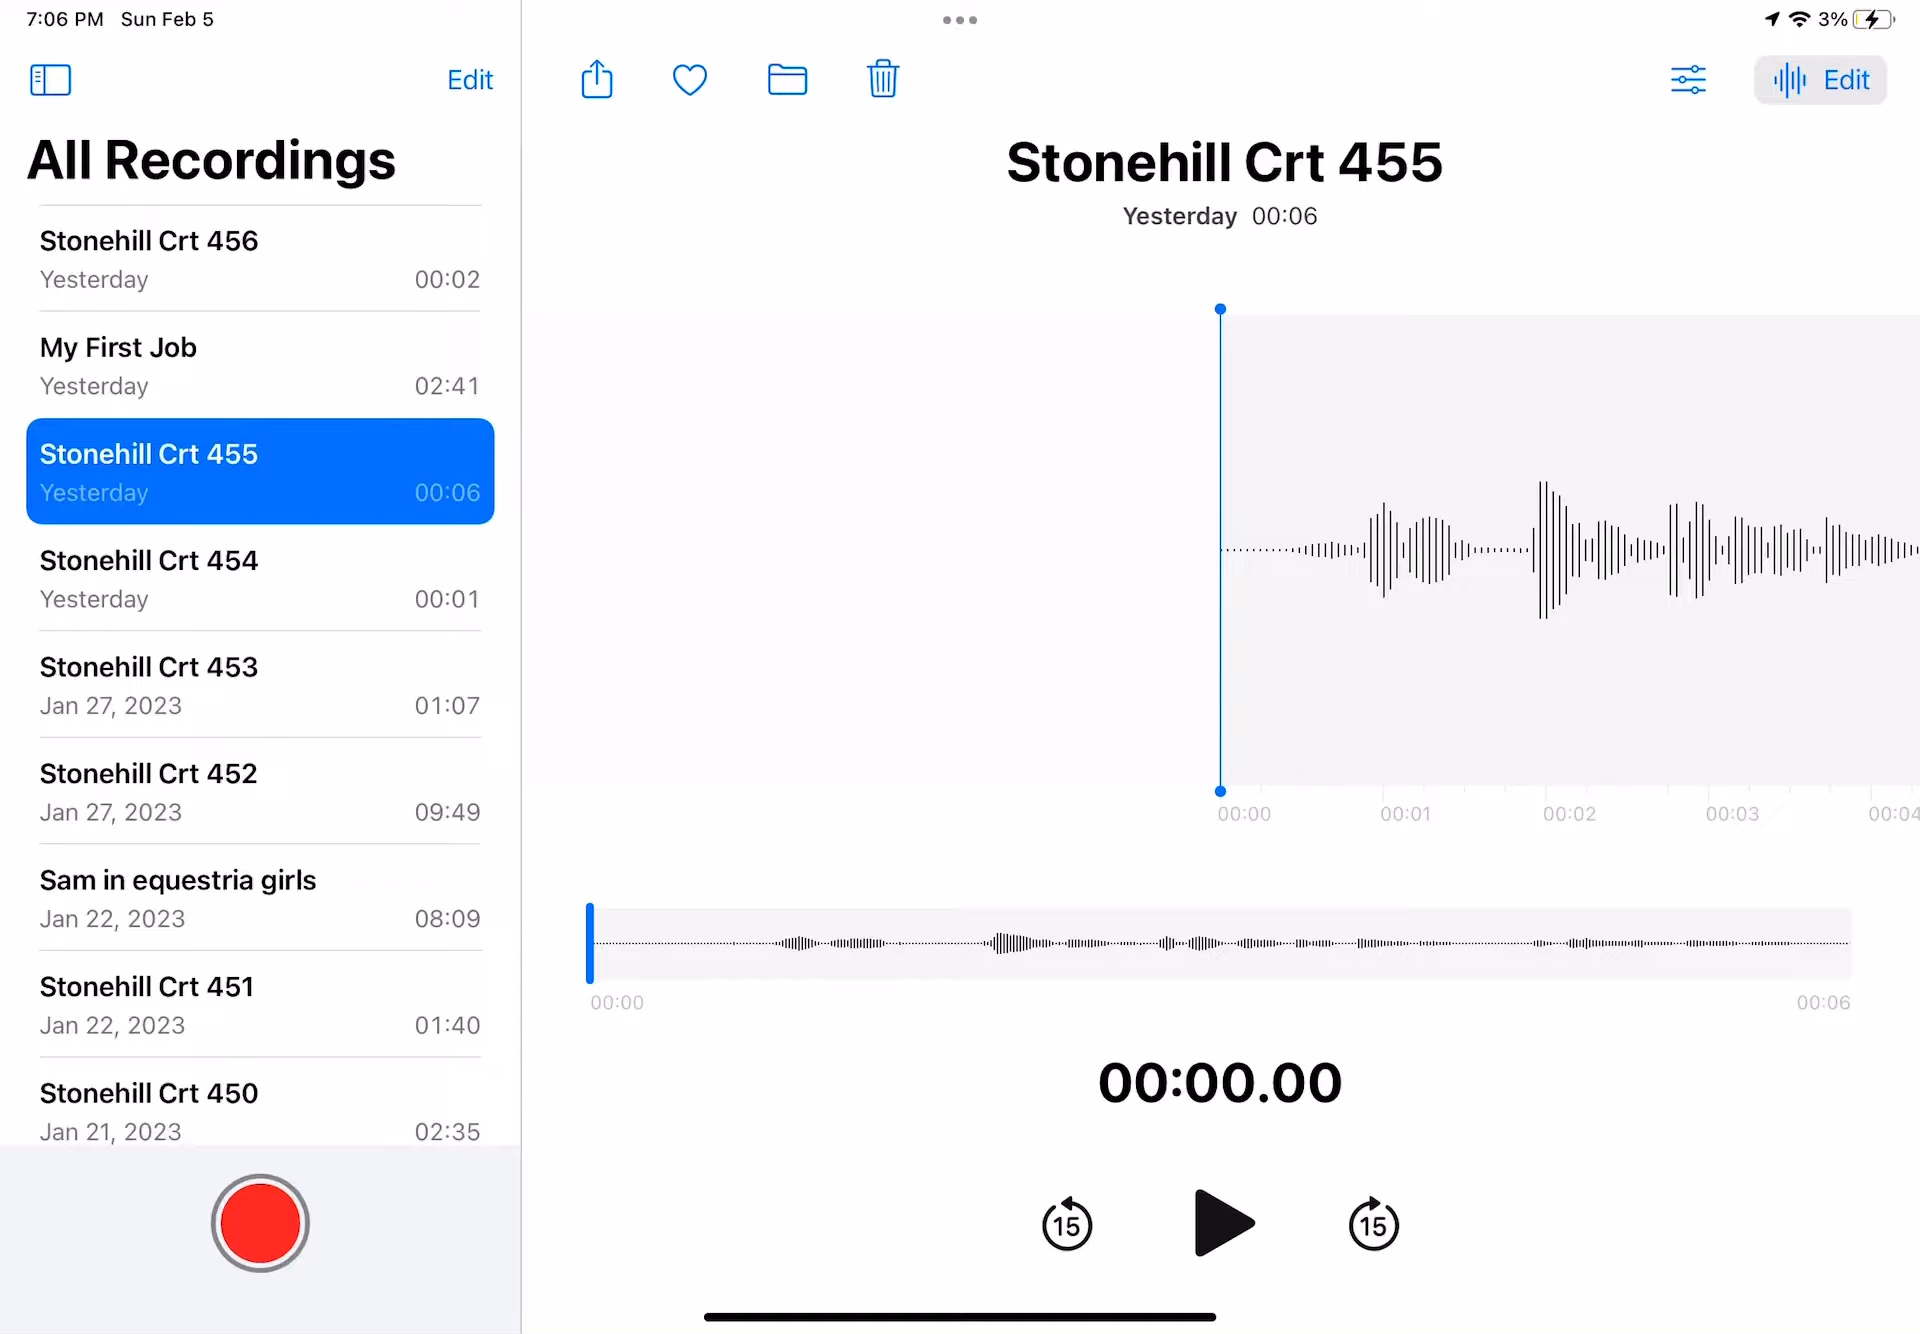 7:06 PM Sun Feb 5
3%
Edit
Edit
All Recordings
Stonehill Crt 456
Yesterday 00:02
My First Job
Yesterday 02:41
Stonehill Crt 455
Yesterday 00:06
Stonehill Crt 454
Yesterday 00:01
Stonehill Crt 453
Jan 27, 2023 01:07
Stonehill Crt 452
Jan 27, 2023 09:49
Sam in equestria girls
Jan 22, 2023 08:09
Stonehill Crt 451
Jan 22, 2023 01:40
Stonehill Crt 450
Jan 21, 2023 02:35
Stonehill Crt 455
Yesterday 00:06
00:00 00:01 00:02 00:03 00:04
00:00 00:06
00:00.00
15 15